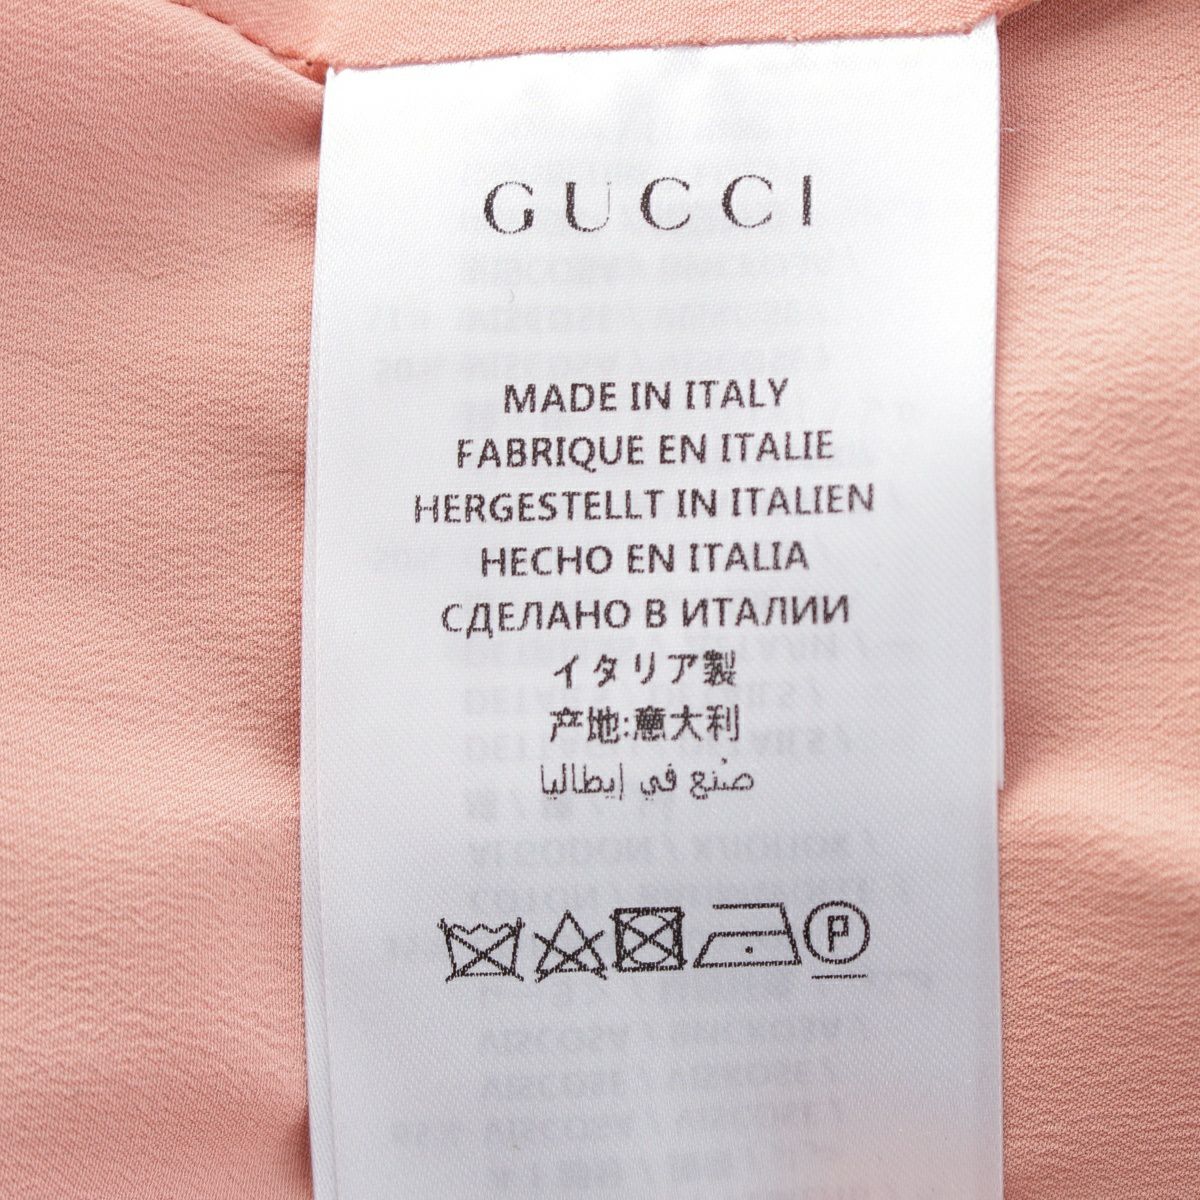 GUCCI
MADE IN ITALY
FABRIQUE EN ITALIE
HERGESTELLT IN ITALIEN
HECHO EN ITALIA
СДЕЛАНО В ИТАЛИИ
イタリア製
产地:意大利
صنع في إيطاليا
P